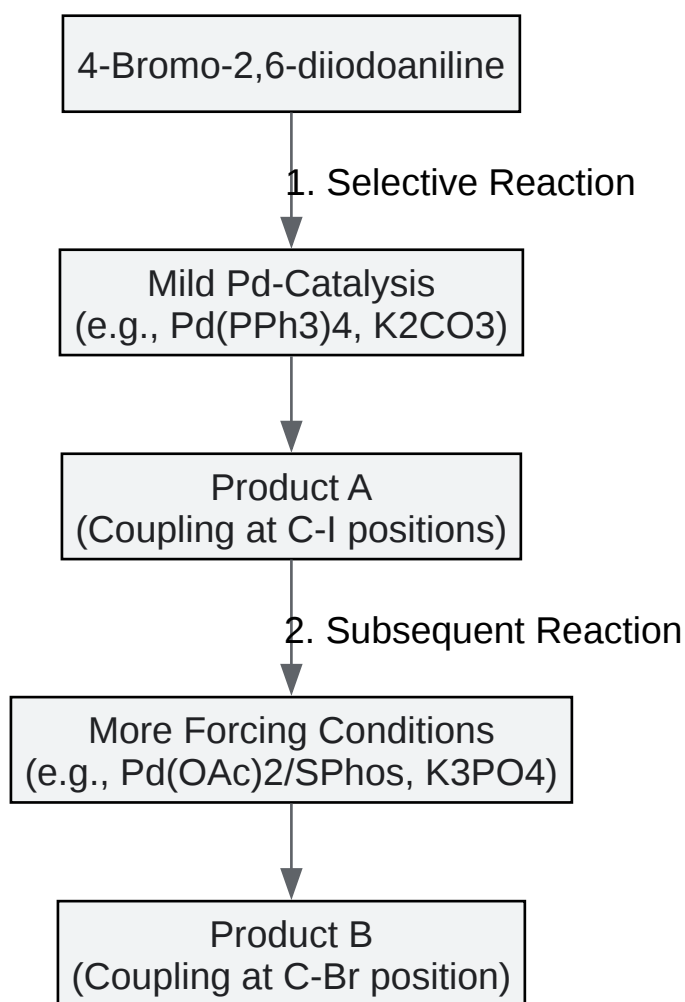 4-Bromo-2,6-diiodoaniline
1. Selective Reaction
Mild Pd-Catalysis
(e.g., Pd(PPh3)4, K2CO3)
Product A
(Coupling at C-I positions)
2. Subsequent Reaction
More Forcing Conditions
(e.g., Pd(OAc)2/SPhos, K3PO4)
Product B
(Coupling at C-Br position)